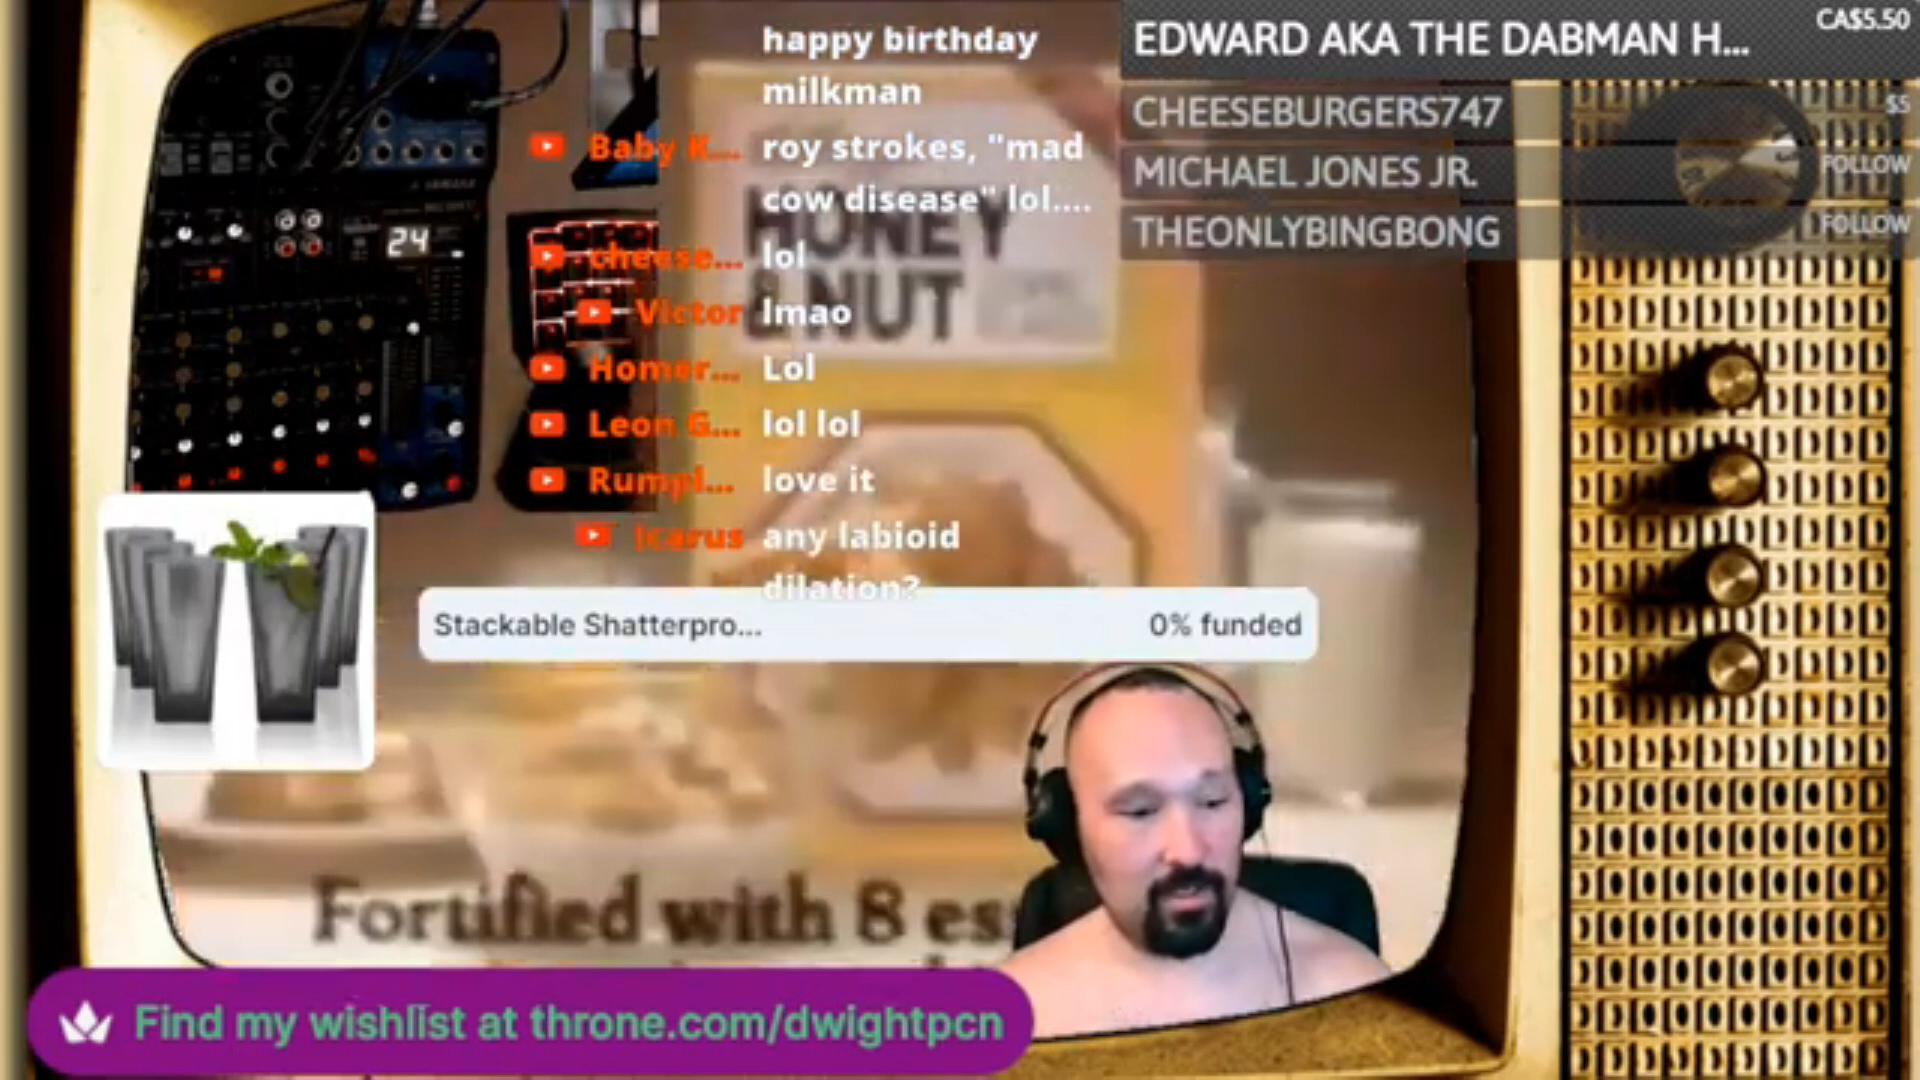 happy birthday
milkman
Baby K... roy strokes, "mad
cow disease" lol....
cheese... lol
Victor lmao
Homer... Lol
Leon G... lol lol
Rumpl... love it
Icarus any labioid
dilation?
EDWARD AKA THE DABMAN H... CA$5.50
CHEESEBURGERS747 $5
MICHAEL JONES JR. FOLLOW
THEONLYBINGBONG FOLLOW
24
YAMAHA
HONEY
&NUT
Stackable Shatterpro... 0% funded
Fortified with 8 es
Find my wishlist at throne.com/dwightpcn